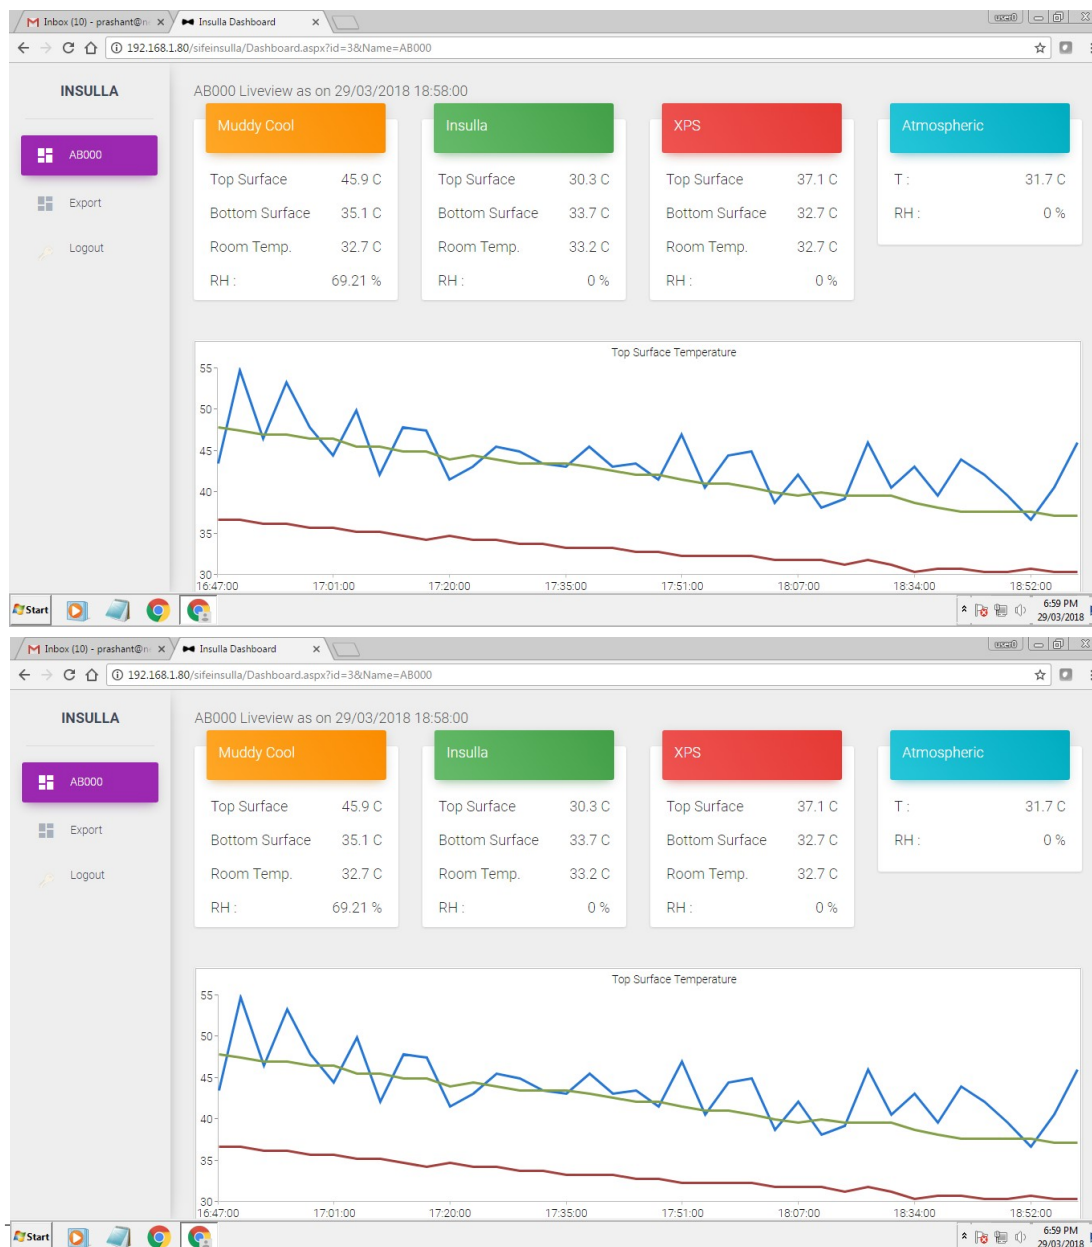 Inbox (10) - prashant@n
Insulla Dashboard
user0
192.168.1.80/sifeinsulla/Dashboard.aspx?id=3&Name=AB000
INSULLA
AB000
Export
Logout
AB000 Liveview as on 29/03/2018 18:58:00
Muddy Cool
Top Surface 45.9 C
Bottom Surface 35.1 C
Room Temp. 32.7 C
RH : 69.21 %
Insulla
Top Surface 30.3 C
Bottom Surface 33.7 C
Room Temp. 33.2 C
RH : 0 %
XPS
Top Surface 37.1 C
Bottom Surface 32.7 C
Room Temp. 32.7 C
RH : 0 %
Atmospheric
T : 31.7 C
RH : 0 %
Top Surface Temperature
55
50
45
40
35
30
16:47:00 17:01:00 17:20:00 17:35:00 17:51:00 18:07:00 18:34:00 18:52:00
Start
6:59 PM
29/03/2018
Inbox (10) - prashant@n
Insulla Dashboard
user0
192.168.1.80/sifeinsulla/Dashboard.aspx?id=3&Name=AB000
INSULLA
AB000
Export
Logout
AB000 Liveview as on 29/03/2018 18:58:00
Muddy Cool
Top Surface 45.9 C
Bottom Surface 35.1 C
Room Temp. 32.7 C
RH : 69.21 %
Insulla
Top Surface 30.3 C
Bottom Surface 33.7 C
Room Temp. 33.2 C
RH : 0 %
XPS
Top Surface 37.1 C
Bottom Surface 32.7 C
Room Temp. 32.7 C
RH : 0 %
Atmospheric
T : 31.7 C
RH : 0 %
Top Surface Temperature
55
50
45
40
35
30
16:47:00 17:01:00 17:20:00 17:35:00 17:51:00 18:07:00 18:34:00 18:52:00
Start
6:59 PM
29/03/2018